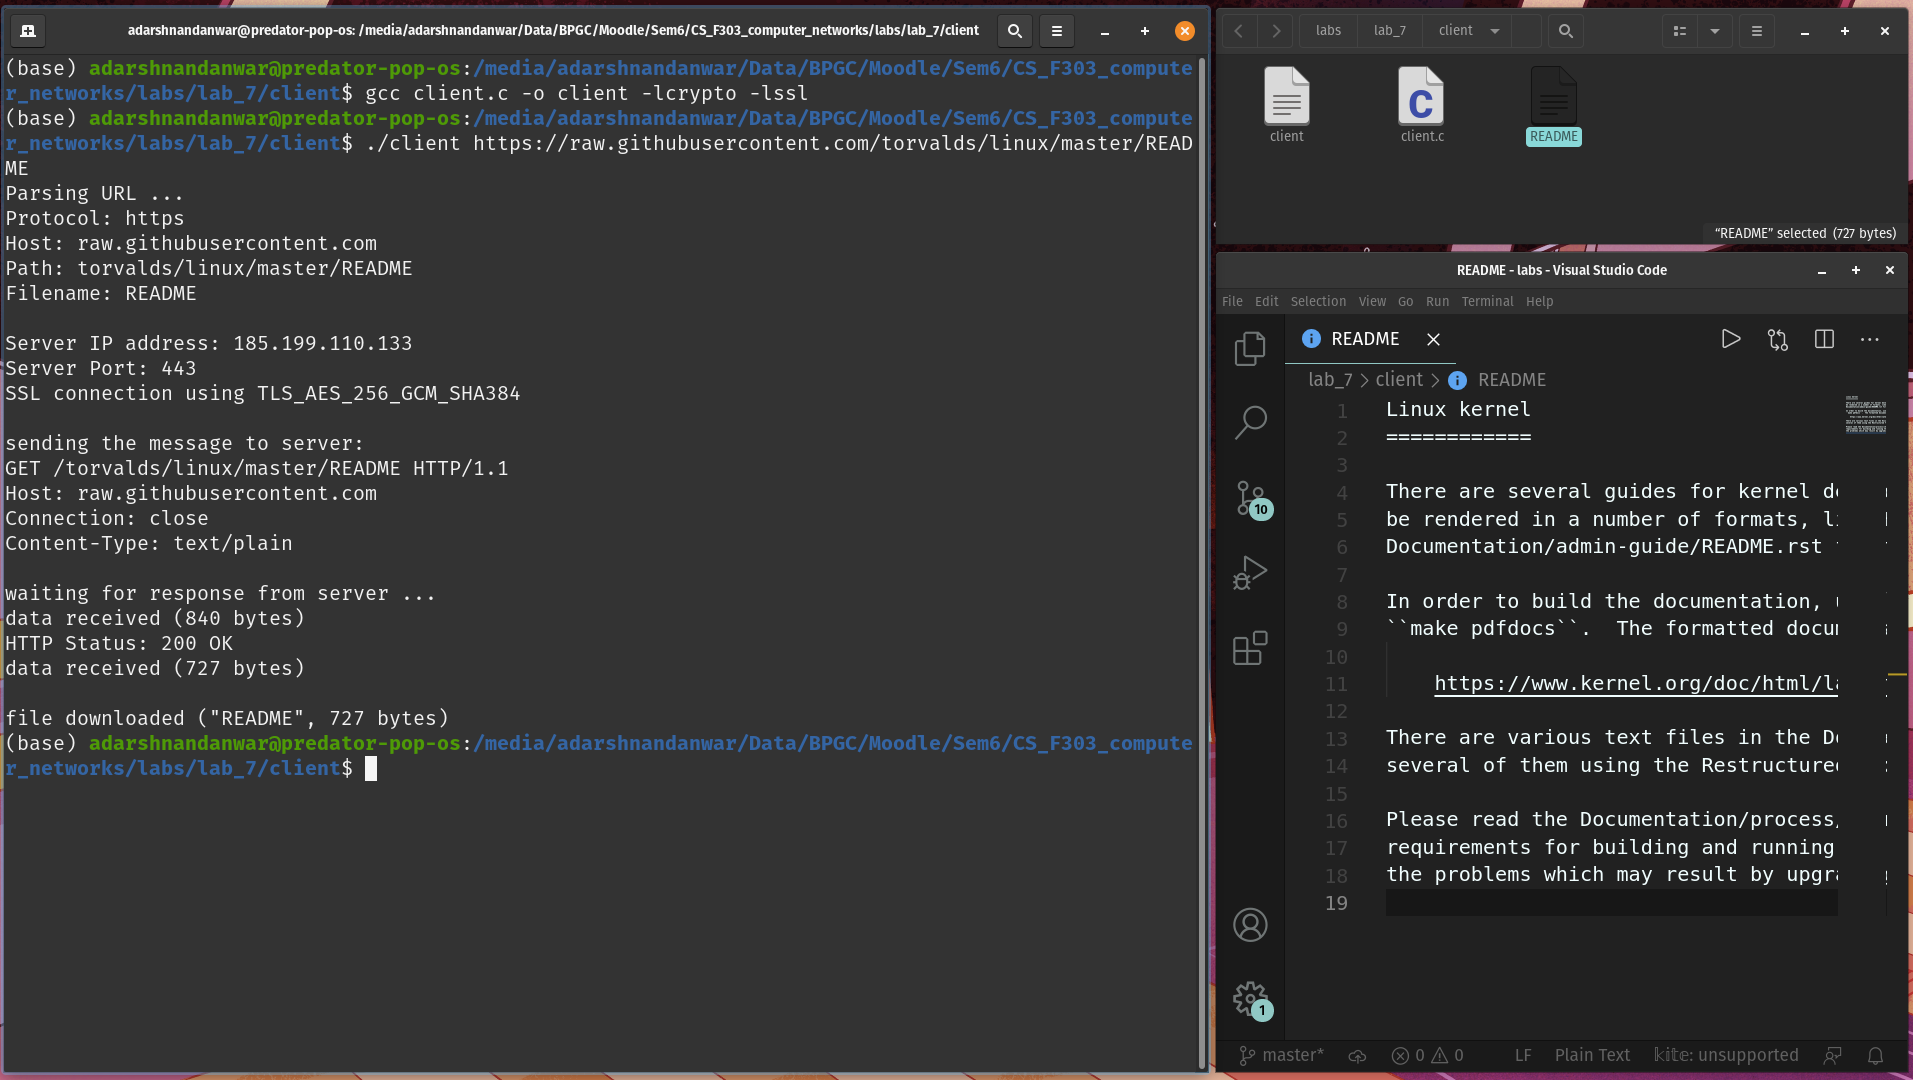 adarshnandanwar@predator-pop-os: /media/adarshnandanwar/Data/BPGC/Moodle/Sem6/CS_F303_computer_networks/labs/lab_7/client
(base) adarshnandanwar@predator-pop-os:/media/adarshnandanwar/Data/BPGC/Moodle/Sem6/CS_F303_compute
r_networks/labs/lab_7/client$ gcc client.c -o client -lcrypto -lssl
(base) adarshnandanwar@predator-pop-os:/media/adarshnandanwar/Data/BPGC/Moodle/Sem6/CS_F303_compute
r_networks/labs/lab_7/client$ ./client https://raw.githubusercontent.com/torvalds/linux/master/READ
ME
Parsing URL ...
Protocol: https
Host: raw.githubusercontent.com
Path: torvalds/linux/master/README
Filename: README
Server IP address: 185.199.110.133
Server Port: 443
SSL connection using TLS_AES_256_GCM_SHA384
sending the message to server:
GET /torvalds/linux/master/README HTTP/1.1
Host: raw.githubusercontent.com
Connection: close
Content-Type: text/plain
waiting for response from server ...
data received (840 bytes)
HTTP Status: 200 OK
data received (727 bytes)
file downloaded ("README", 727 bytes)
(base) adarshnandanwar@predator-pop-os:/media/adarshnandanwar/Data/BPGC/Moodle/Sem6/CS_F303_compute
r_networks/labs/lab_7/client$
labs lab_7 client
client client.c README
“README” selected (727 bytes)
README - labs - Visual Studio Code
File Edit Selection View Go Run Terminal Help
README
lab_7 > client > README
1 Linux kernel
2 ============
3
4 There are several guides for kernel de
5 be rendered in a number of formats, li
6 Documentation/admin-guide/README.rst
7
8 In order to build the documentation, u
9 ``make pdfdocs``. The formatted docum
10
11 https://www.kernel.org/doc/html/la
12
13 There are various text files in the Do
14 several of them using the Restructured
15
16 Please read the Documentation/process/
17 requirements for building and running
18 the problems which may result by upgra
19
10
1
master* 0 0 LF Plain Text kite: unsupported